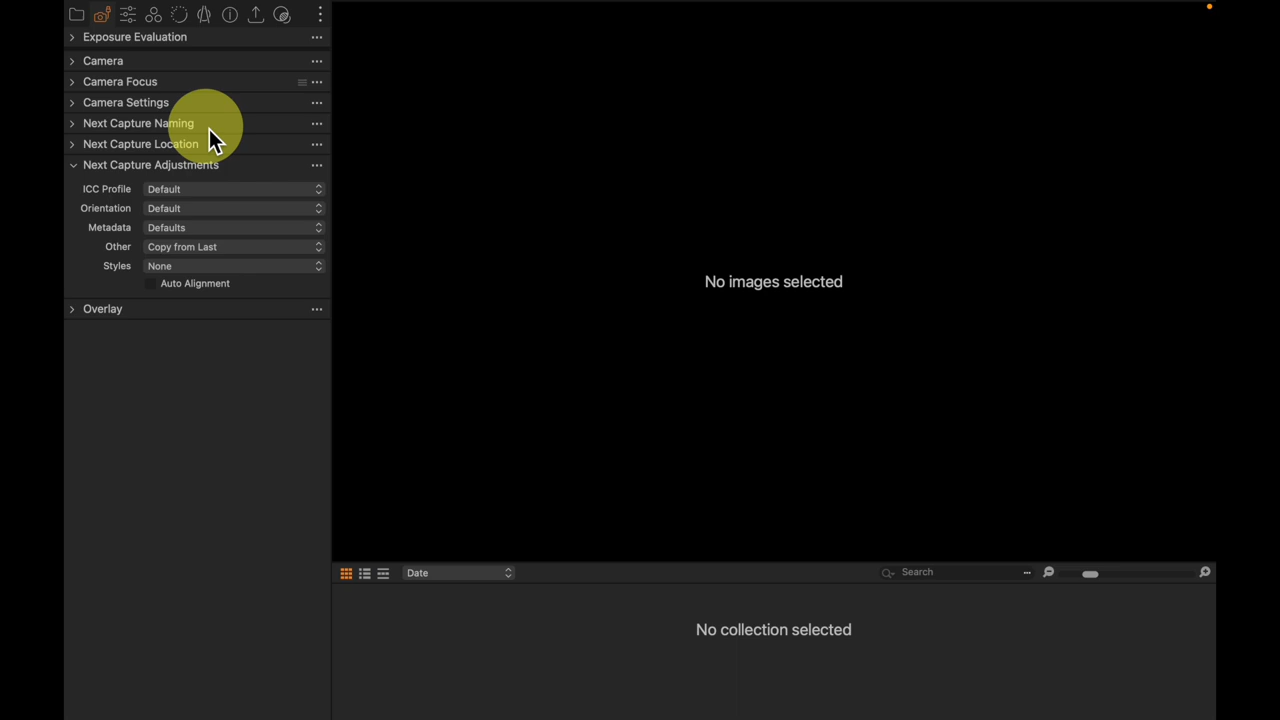 Exposure Evaluation
Camera
Camera Focus
Camera Settings
Next Capture Naming
Next Capture Location
Next Capture Adjustments
ICC Profile Default
Orientation Default
Metadata Defaults
Other Copy from Last
Styles None
Auto Alignment
Overlay
No images selected
Date Search
No collection selected